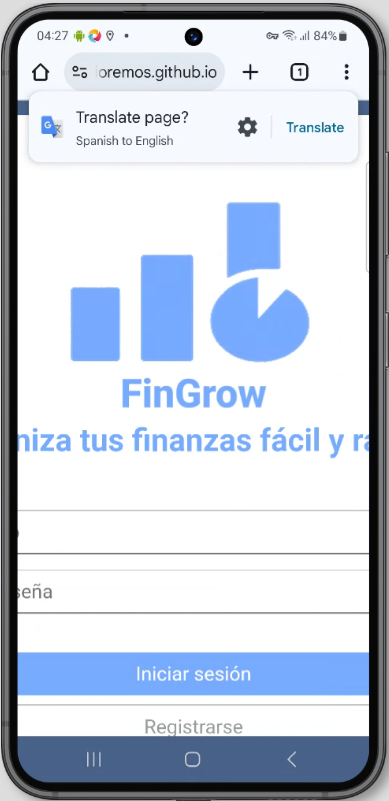 04:27
84%
oremos.github.io
1
Translate page?
Spanish to English
Translate
FinGrow
niza tus finanzas fácil y ra
seña
Iniciar sesión
Registrarse